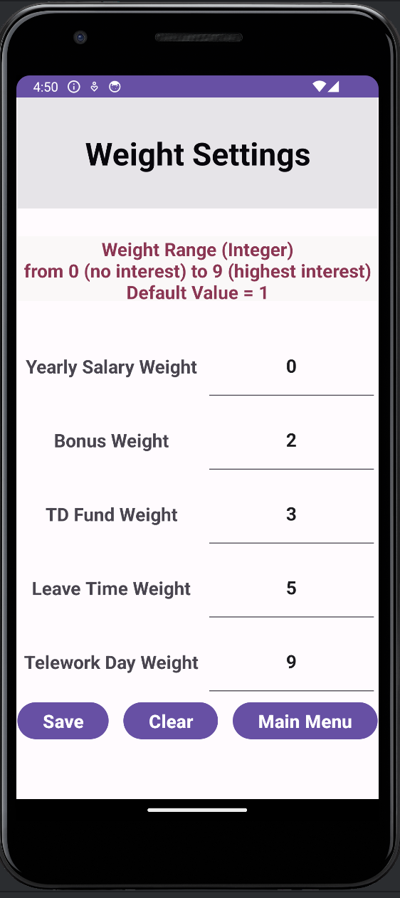 4:50
Weight Settings
Weight Range (Integer)
from 0 (no interest) to 9 (highest interest)
Default Value = 1
Yearly Salary Weight 0
Bonus Weight 2
TD Fund Weight 3
Leave Time Weight 5
Telework Day Weight 9
Save Clear Main Menu